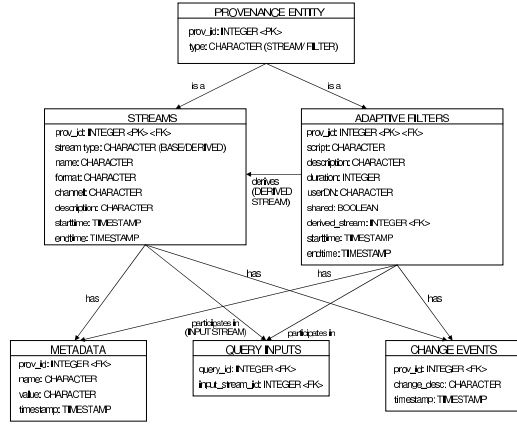 PROVENANCE ENTITY
prov_id: INTEGER <PK>
type: CHARACTER (STREAM/ FILTER)
is a
is a
STREAMS
prov_id: INTEGER <PK> <FK>
stream type: CHARACTER (BASE/DERIVED)
name: CHARACTER
format: CHARACTER
channel: CHARACTER
description: CHARACTER
starttime: TIMESTAMP
endtime: TIMESTAMP
derives
(DERIVED
STREAM)
ADAPTIVE FILTERS
prov_id: INTEGER <PK> <FK>
script: CHARACTER
description: CHARACTER
duration: INTEGER
userDN: CHARACTER
shared: BOOLEAN
derived_stream: INTEGER <FK>
starttime: TIMESTAMP
endtime: TIMESTAMP
has
has
has
has
participates in
(INPUT STREAM)
participates in
METADATA
prov_id: INTEGER <FK>
name: CHARACTER
value: CHARACTER
timestamp: TIMESTAMP
QUERY INPUTS
query_id: INTEGER <FK>
input_stream_id: INTEGER <FK>
CHANGE EVENTS
prov_id: INTEGER <FK>
change_desc: CHARACTER
timestamp: TIMESTAMP